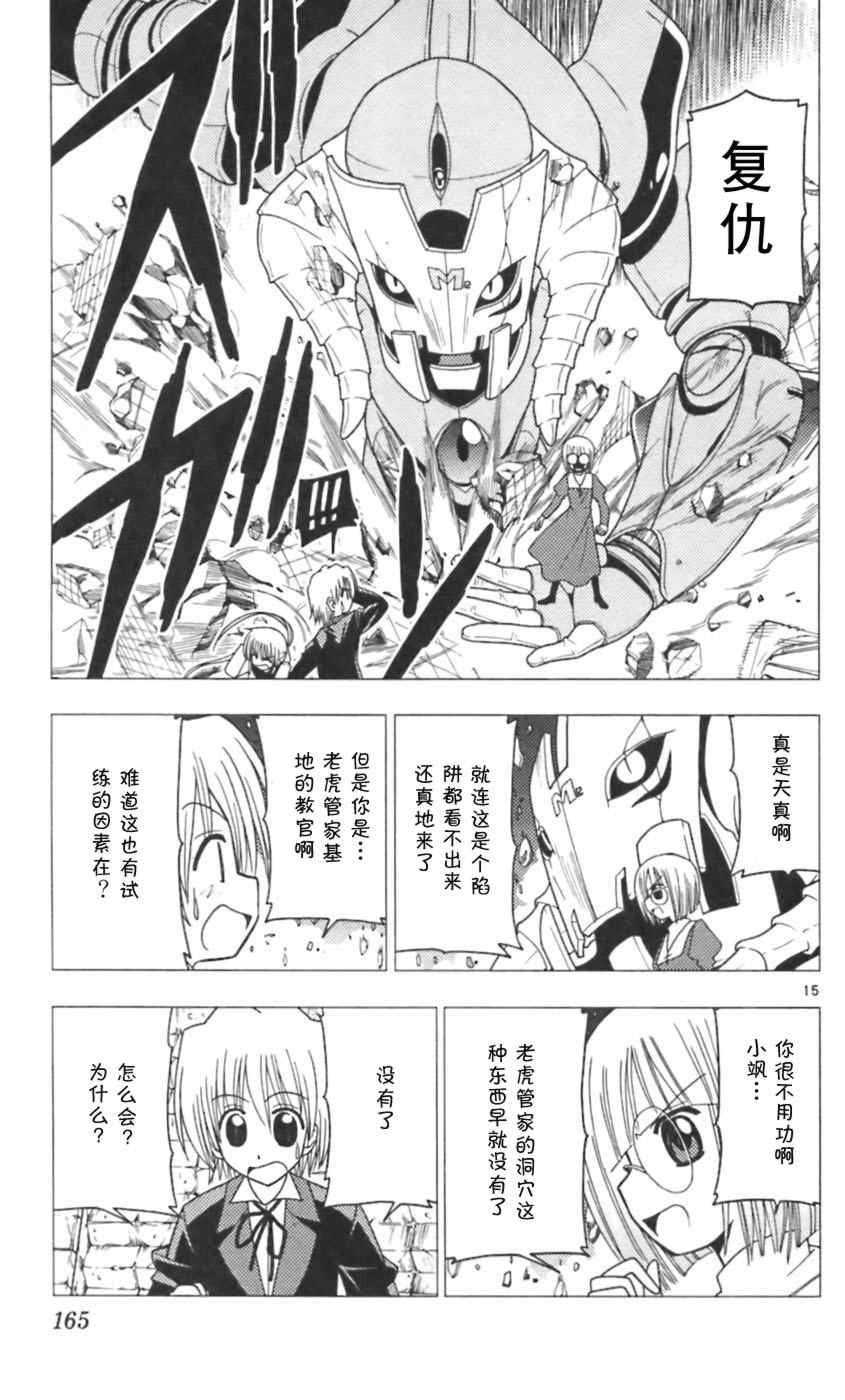 复
仇
!!!
Me
真是天真啊
就连这是个陷
阱都看不出来
还真地来了
Me
但是你是…
老虎管家基
地的教官啊
难道这也有试
练的因素在?
15
你很不用功啊
小飒…
老虎管家的洞穴这
种东西早就没有了
没有了
怎么会?
为什么?
165